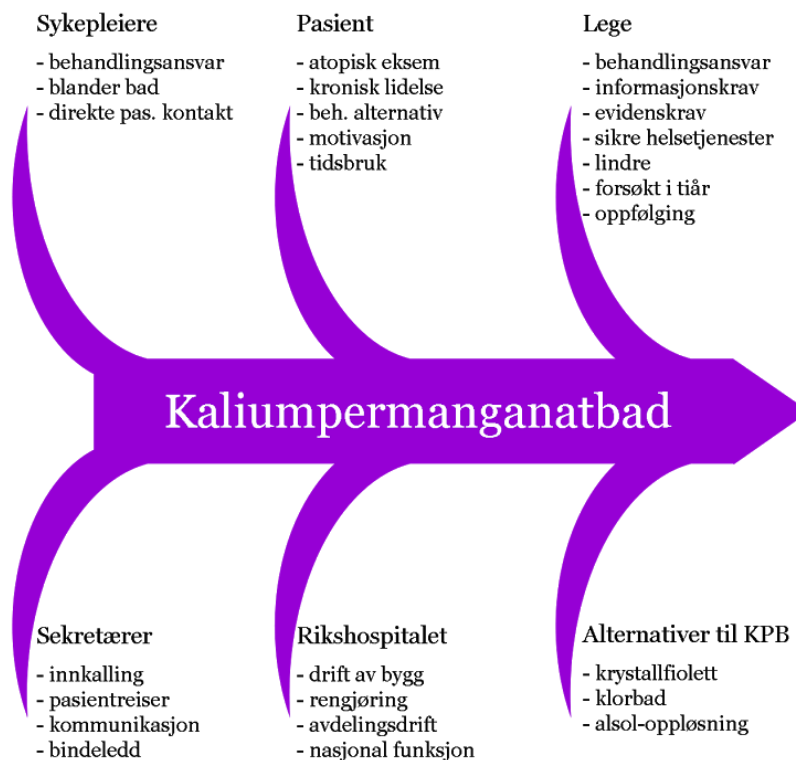 Sykepleiere
- behandlingsansvar
- blander bad
- direkte pas. kontakt
Pasient
- atopisk eksem
- kronisk lidelse
- beh. alternativ
- motivasjon
- tidsbruk
Lege
- behandlingsansvar
- informasjonskrav
- evidenskrav
- sikre helsetjenester
- lindre
- forsøkt i tiår
- oppfølging
Kaliumpermanganatbad
Sekretærer
- innkalling
- pasientreiser
- kommunikasjon
- bindeledd
Rikshospitalet
- drift av bygg
- rengjøring
- avdelingsdrift
- nasjonal funksjon
Alternativer til KPB
- krystallfiolett
- klorbad
- alsol-oppløsning